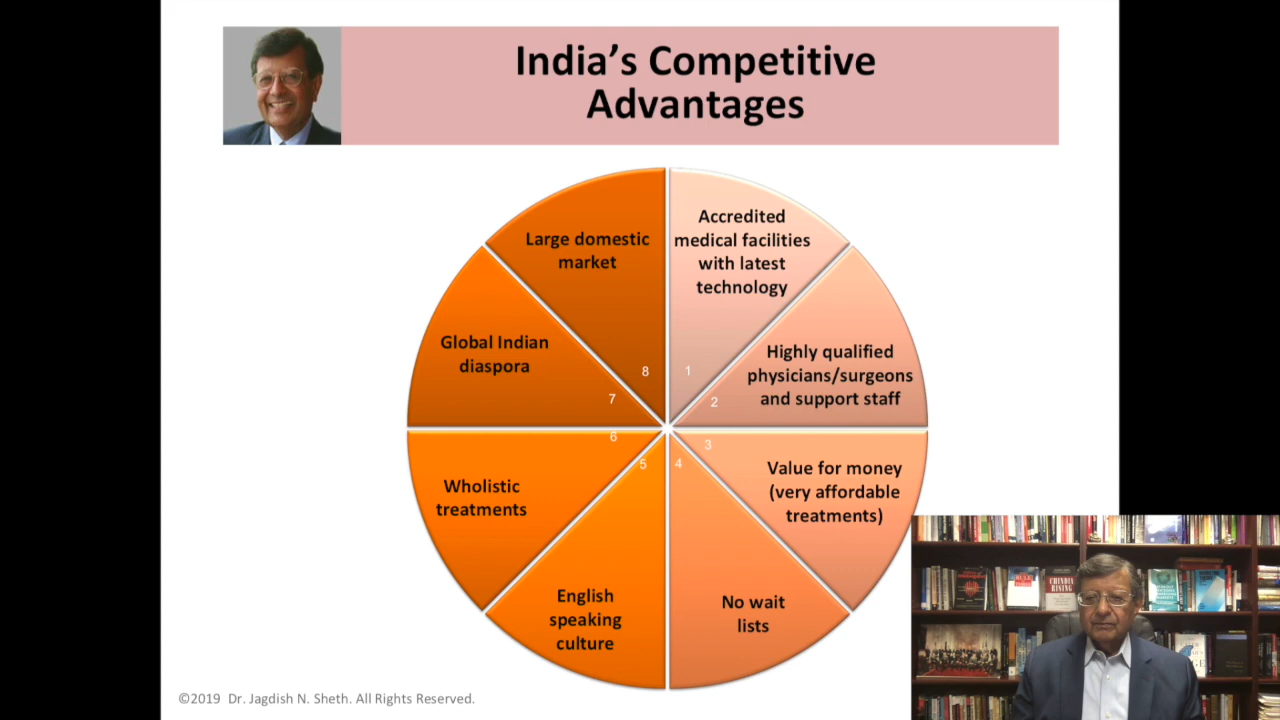 India's Competitive
Advantages
Accredited
medical facilities
with latest
technology
1
Highly qualified
physicians/surgeons
and support staff
2
3
Value for money
(very affordable
treatments)
4
No wait
lists
5
English
speaking
culture
6
Wholistic
treatments
Global Indian
diaspora
7
Large domestic
market
8
©2019 Dr. Jagdish N. Sheth. All Rights Reserved.
CHINDIA
RISING